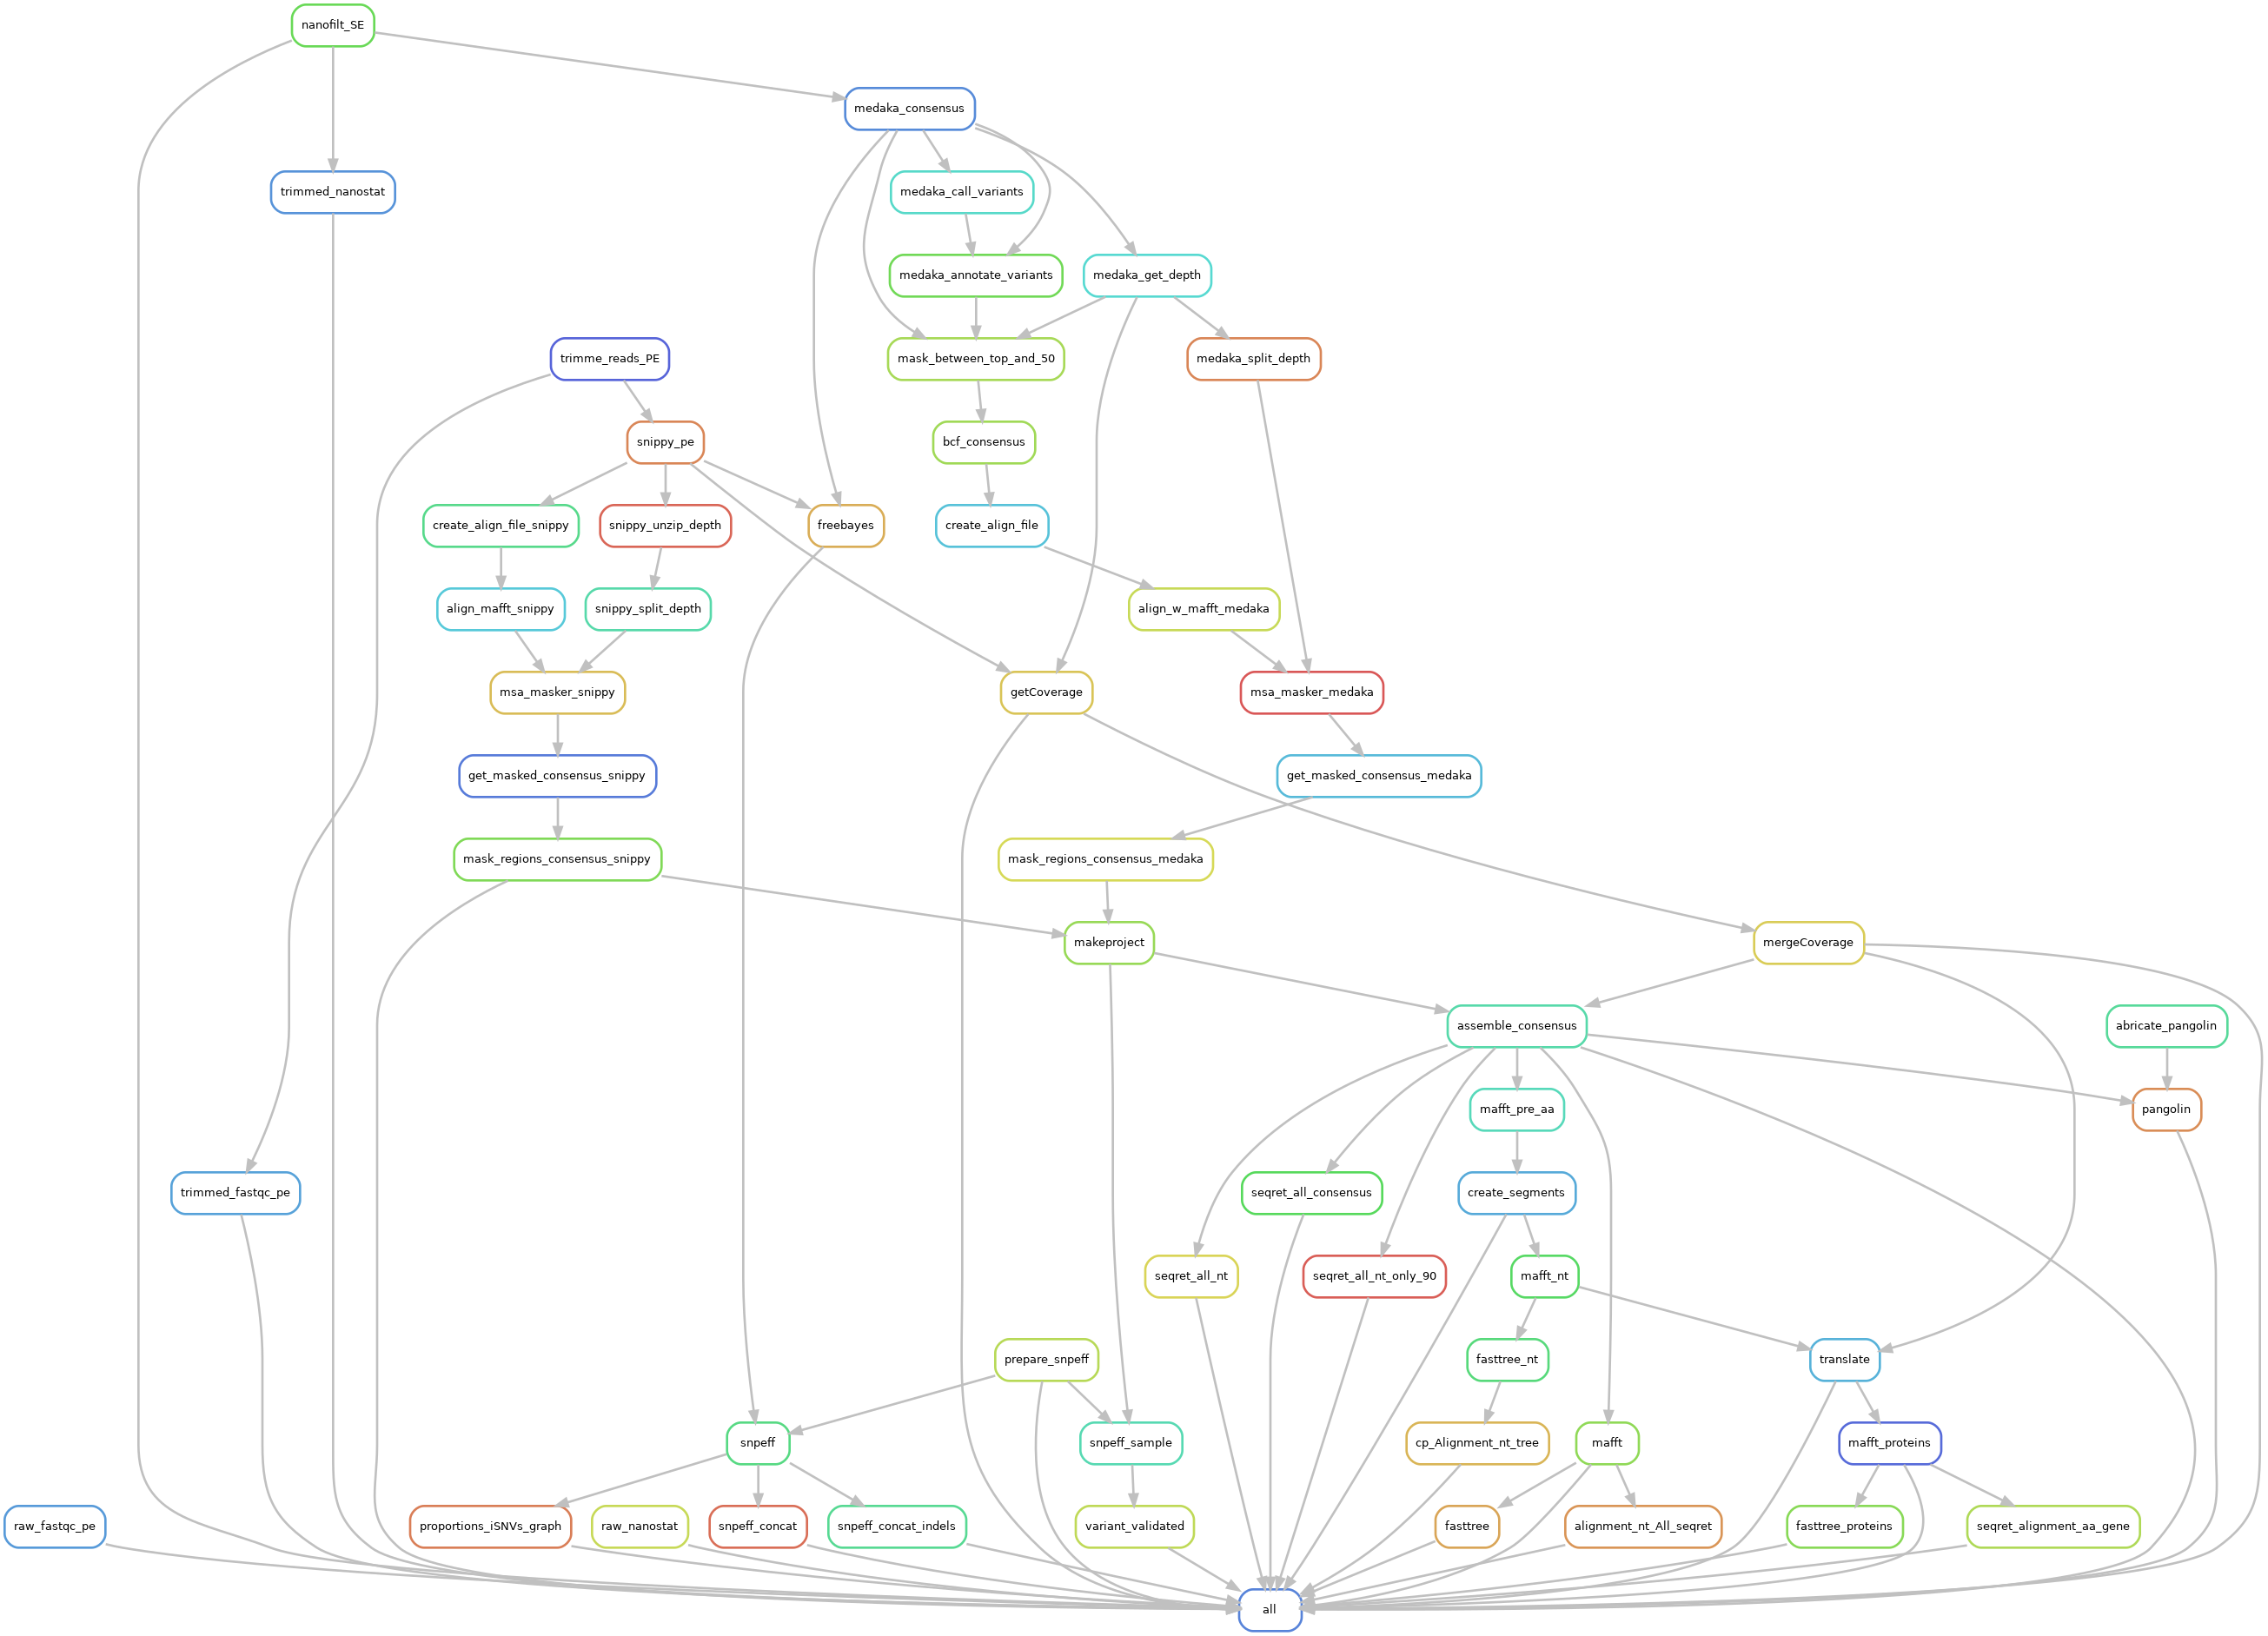 nanofilt_SE
medaka_consensus
trimmed_nanostat
medaka_call_variants
medaka_annotate_variants
medaka_get_depth
trimme_reads_PE
mask_between_top_and_50
medaka_split_depth
snippy_pe
bcf_consensus
create_align_file_snippy
snippy_unzip_depth
freebayes
create_align_file
align_mafft_snippy
snippy_split_depth
align_w_mafft_medaka
msa_masker_snippy
getCoverage
msa_masker_medaka
get_masked_consensus_snippy
get_masked_consensus_medaka
mask_regions_consensus_snippy
mask_regions_consensus_medaka
makeproject
mergeCoverage
assemble_consensus
abricate_pangolin
mafft_pre_aa
pangolin
trimmed_fastqc_pe
seqret_all_consensus
create_segments
seqret_all_nt
seqret_all_nt_only_90
mafft_nt
prepare_snpeff
fasttree_nt
translate
snpeff
snpeff_sample
cp_Alignment_nt_tree
mafft
mafft_proteins
raw_fastqc_pe
proportions_iSNVs_graph
raw_nanostat
snpeff_concat
snpeff_concat_indels
variant_validated
fasttree
alignment_nt_All_seqret
fasttree_proteins
seqret_alignment_aa_gene
all